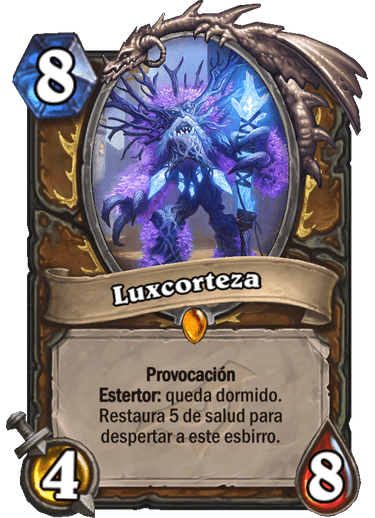 8
Luxcorteza
Provocación
Estertor: queda dormido.
Restaura 5 de salud para
despertar a este esbirro.
4
8